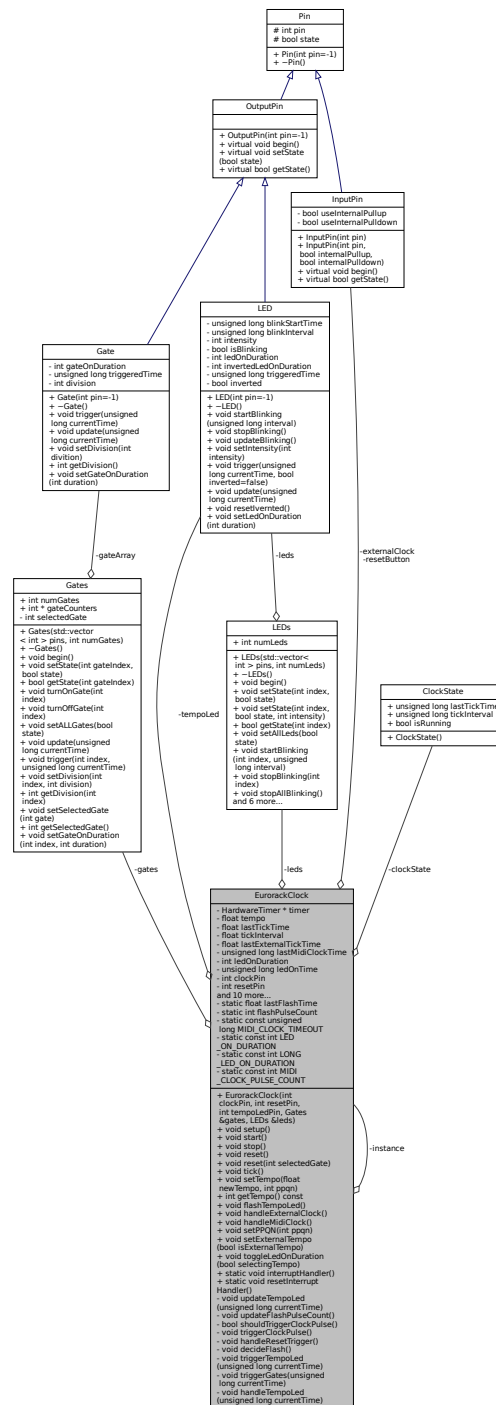 Pin
# int pin
# bool state
+ Pin(int pin=-1)
+ ~Pin()
OutputPin
+ OutputPin(int pin=-1)
+ virtual void begin()
+ virtual void setState
(bool state)
+ virtual bool getState()
InputPin
- bool useInternalPullup
- bool useInternalPulldown
+ InputPin(int pin)
+ InputPin(int pin,
bool internalPullup,
bool internalPulldown)
+ virtual void begin()
+ virtual bool getState()
LED
- unsigned long blinkStartTime
- unsigned long blinkInterval
- int intensity
- bool isBlinking
- int ledOnDuration
- int invertedLedOnDuration
- unsigned long triggeredTime
- bool inverted
+ LED(int pin=-1)
+ ~LED()
+ void startBlinking
(unsigned long interval)
+ void stopBlinking()
+ void updateBlinking()
+ void setIntensity(int
intensity)
+ void trigger(unsigned
long currentTime, bool
inverted=false)
+ void update(unsigned
long currentTime)
+ void resetIvernted()
+ void setLedOnDuration
(int duration)
Gate
- int gateOnDuration
- unsigned long triggeredTime
- int division
+ Gate(int pin=-1)
+ ~Gate()
+ void trigger(unsigned
long currentTime)
+ void update(unsigned
long currentTime)
+ void setDivision(int
divition)
+ int getDivision()
+ void setGateOnDuration
(int duration)
-gateArray
-leds
-externalClock
-resetButton
Gates
+ int numGates
+ int * gateCounters
- int selectedGate
+ Gates(std::vector
< int > pins, int numGates)
+ ~Gates()
+ void begin()
+ void setState(int gateIndex,
bool state)
+ bool getState(int gateIndex)
+ void turnOnGate(int
index)
+ void turnOffGate(int
index)
+ void setALLGates(bool
state)
+ void update(unsigned
long currentTime)
+ void trigger(int index,
unsigned long currentTime)
+ void setDivision(int
index, int division)
+ int getDivision(int
index)
+ void setSelectedGate
(int gate)
+ int getSelectedGate()
+ void setGateOnDuration
(int index, int duration)
-tempoLed
LEDs
+ int numLeds
+ LEDs(std::vector<
int > pins, int numLeds)
+ ~LEDs()
+ void begin()
+ void setState(int index,
bool state)
+ void setState(int index,
bool state, int intensity)
+ bool getState(int index)
+ void setAllLeds(bool
state)
+ void startBlinking
(int index, unsigned
long interval)
+ void stopBlinking(int
index)
+ void stopAllBlinking()
and 6 more...
ClockState
+ unsigned long lastTickTime
+ unsigned long tickInterval
+ bool isRunning
+ ClockState()
-gates
-leds
-clockState
EurorackClock
- HardwareTimer * timer
- float tempo
- float lastTickTime
- float tickInterval
- float lastExternalTickTime
- unsigned long lastMidiClockTime
- int ledOnDuration
- unsigned long ledOnTime
- int clockPin
- int resetPin
and 10 more...
- static float lastFlashTime
- static int flashPulseCount
- static const unsigned
long MIDI_CLOCK_TIMEOUT
- static const int LED
_ON_DURATION
- static const int LONG
_LED_ON_DURATION
- static const int MIDI
_CLOCK_PULSE_COUNT
+ EurorackClock(int
clockPin, int resetPin,
int tempoLedPin, Gates
&gates, LEDs &leds)
+ void setup()
+ void start()
+ void stop()
+ void reset()
+ void reset(int selectedGate)
+ void tick()
+ void setTempo(float
newTempo, int ppqn)
+ int getTempo() const
+ void flashTempoLed()
+ void handleExternalClock()
+ void handleMidiClock()
+ void setPPQN(int ppqn)
+ void setExternalTempo
(bool isExternalTempo)
+ void toggleLedOnDuration
(bool selectingTempo)
+ static void interruptHandler()
+ static void resetInterrupt
Handler()
- void updateTempoLed
(unsigned long currentTime)
- void updateFlashPulseCount()
- bool shouldTriggerClockPulse()
- void triggerClockPulse()
- void handleResetTrigger()
- void decideFlash()
- void triggerTempoLed
(unsigned long currentTime)
- void triggerGates(unsigned
long currentTime)
- void handleTempoLed
(unsigned long currentTime)
-instance